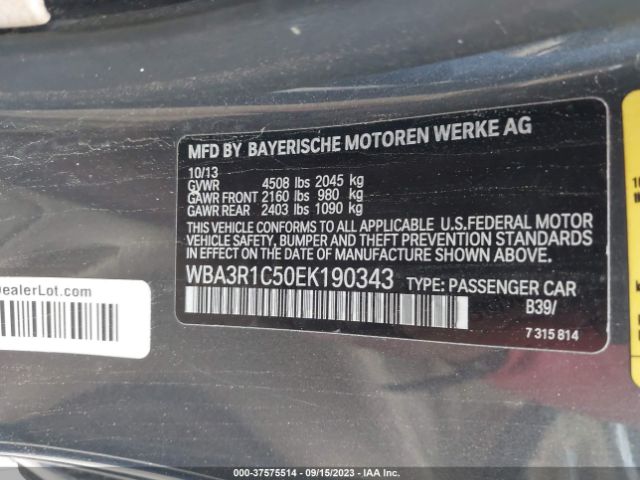 MFD BY BAYERISCHE MOTOREN WERKE AG
10/13
GVWR 4508 lbs 2045 kg
GAWR FRONT 2160 lbs 980 kg
GAWR REAR 2403 lbs 1090 kg
THIS VEHICLE CONFORMS TO ALL APPLICABLE U.S.FEDERAL MOTOR
VEHICLE SAFETY, BUMPER AND THEFT PREVENTION STANDARDS
IN EFFECT ON THE DATE OF MANUFACTURE SHOWN ABOVE.
WBA3R1C50EK190343 TYPE: PASSENGER CAR
B39/
7 315 814
DealerLot.com
000-37575514 - 09/15/2023 - IAA Inc.